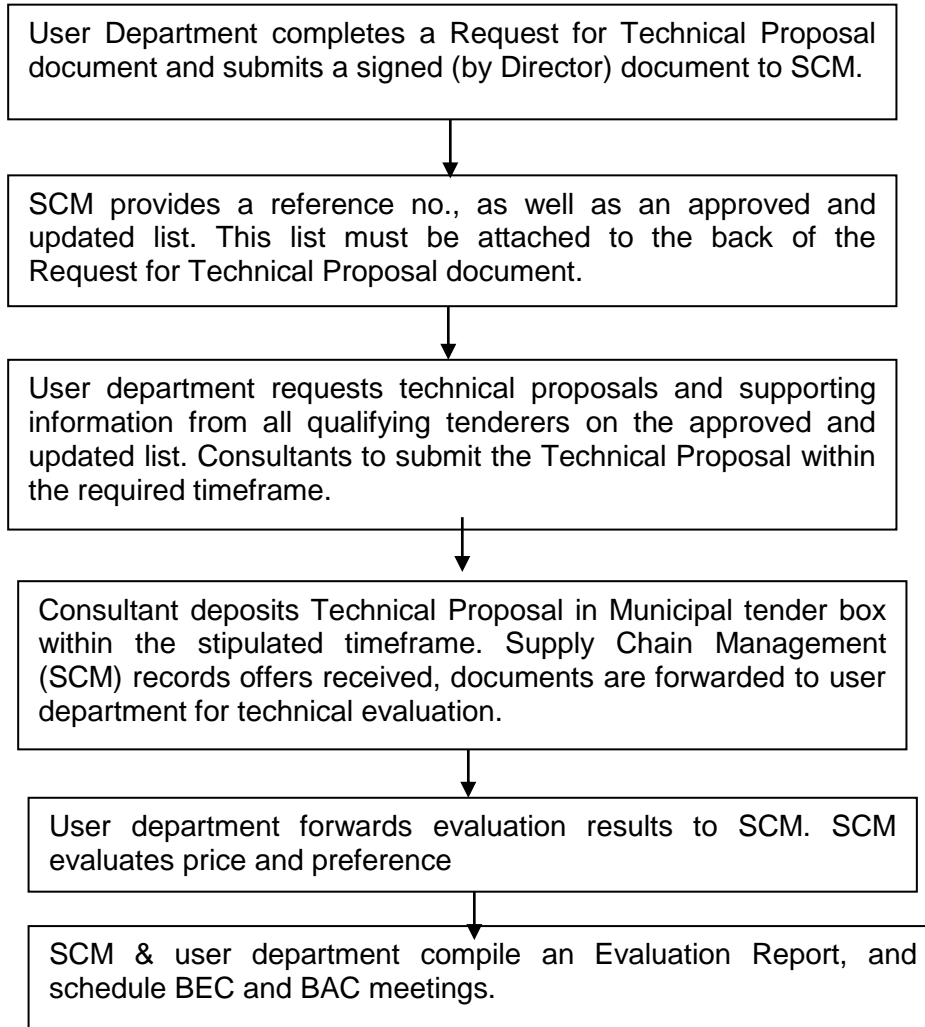 User Department completes a Request for Technical Proposal
document and submits a signed (by Director) document to SCM.
SCM provides a reference no., as well as an approved and
updated list. This list must be attached to the back of the
Request for Technical Proposal document.
User department requests technical proposals and supporting
information from all qualifying tenderers on the approved and
updated list. Consultants to submit the Technical Proposal within
the required timeframe.
Consultant deposits Technical Proposal in Municipal tender box
within the stipulated timeframe. Supply Chain Management
(SCM) records offers received, documents are forwarded to user
department for technical evaluation.
User department forwards evaluation results to SCM. SCM
evaluates price and preference
SCM & user department compile an Evaluation Report, and
schedule BEC and BAC meetings.